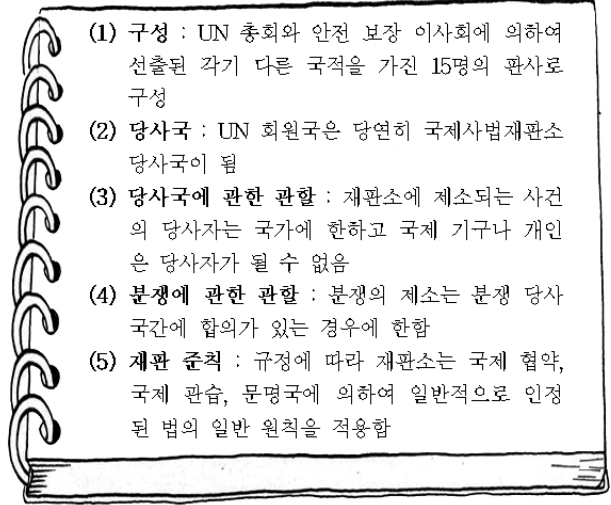 (1) 구성 : UN 총회와 안전 보장 이사회에 의하여
선출된 각기 다른 국적을 가진 15명의 판사로
구성
(2) 당사국 : UN 회원국은 당연히 국제사법재판소
당사국이 됨
(3) 당사국에 관한 관할 : 재판소에 제소되는 사건
의 당사자는 국가에 한하고 국제 기구나 개인
은 당사자가 될 수 없음
(4) 분쟁에 관한 관할 : 분쟁의 제소는 분쟁 당사
국간에 합의가 있는 경우에 한함
(5) 재판 준칙 : 규정에 따라 재판소는 국제 협약,
국제 관습, 문명국에 의하여 일반적으로 인정
된 법의 일반 원칙을 적용함